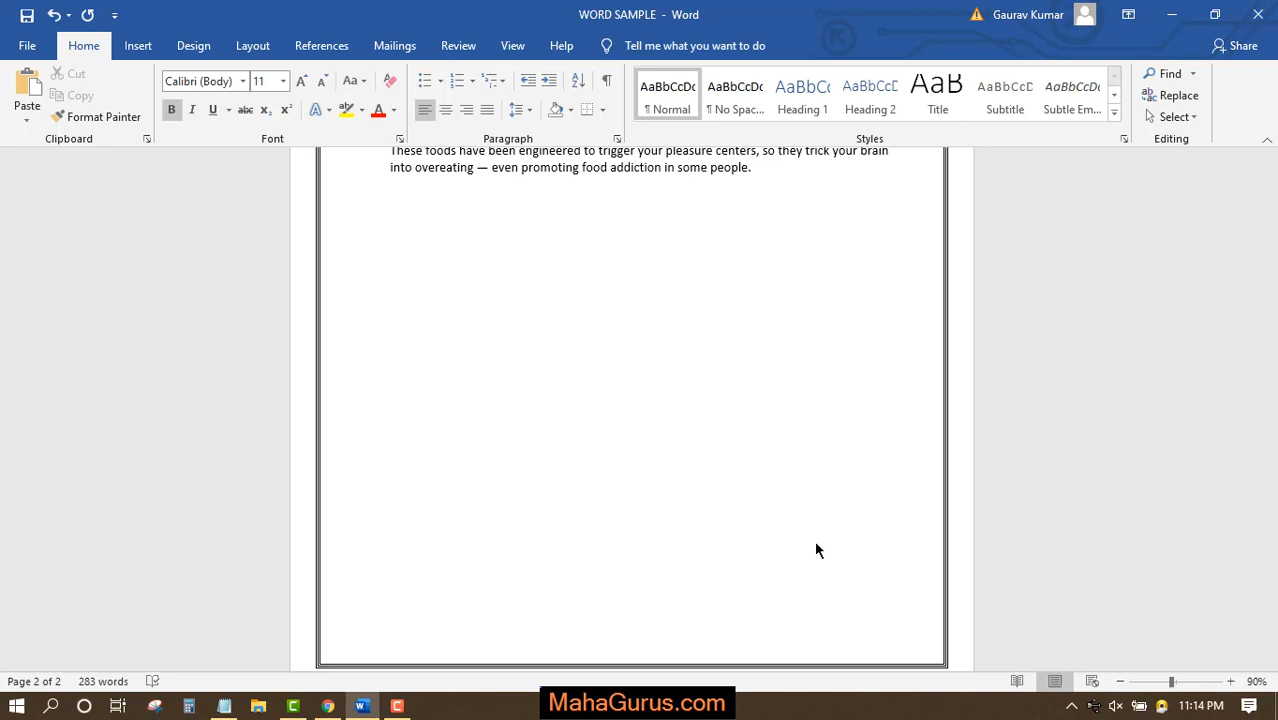 WORD SAMPLE - Word
Gaurav Kumar
File Home Insert Design Layout References Mailings Review View Help Tell me what you want to do Share
Paste
Cut
Copy
Format Painter
Clipboard
Calibri (Body) 11
Font
Paragraph
AaBbCcDc
¶ Normal
AaBbCcDc
¶ No Spac...
AaBbC
Heading 1
AaBbCcD
Heading 2
AaB
Title
AaBbCcD
Subtitle
AaBbCcDc
Subtle Em...
Styles
Find
Replace
Select
Editing
These foods have been engineered to trigger your pleasure centers, so they trick your brain
into overeating — even promoting food addiction in some people.
Page 2 of 2 283 words 90%
MahaGurus.com
11:14 PM